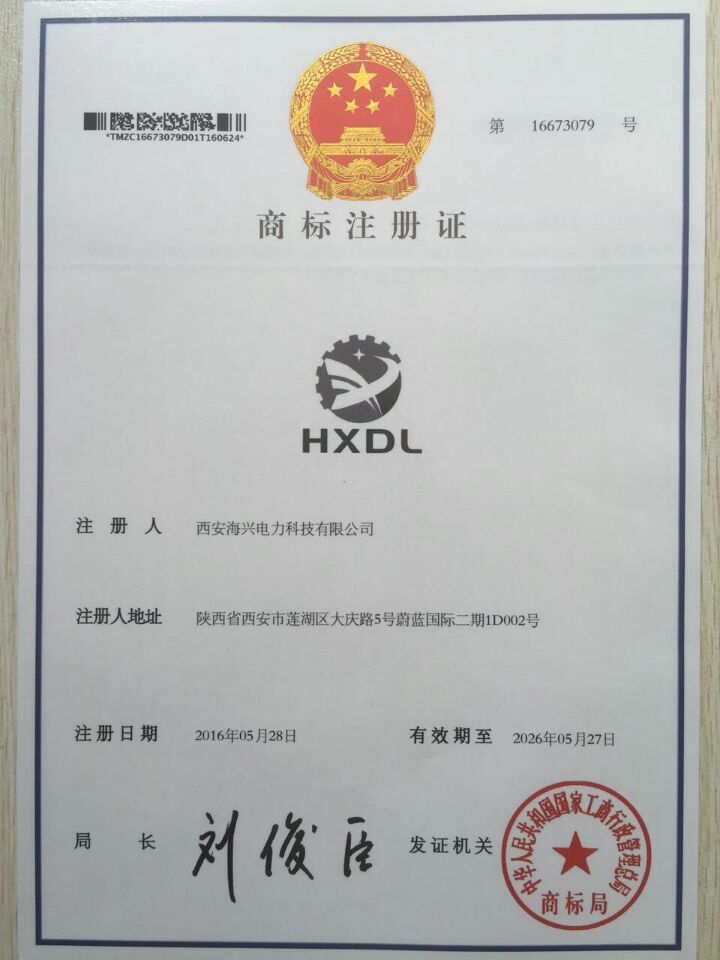 *TMZC16673079D01T160624*
第 16673079 号
商标注册证
HXDL
注 册 人 西安海兴电力科技有限公司
注册人地址 陕西省西安市莲湖区大庆路5号蔚蓝国际二期1D002号
注册日期 2016年05月28日 有效期至 2026年05月27日
局 长 刘俊臣 发证机关
中华人民共和国国家工商行政管理总局
商标局